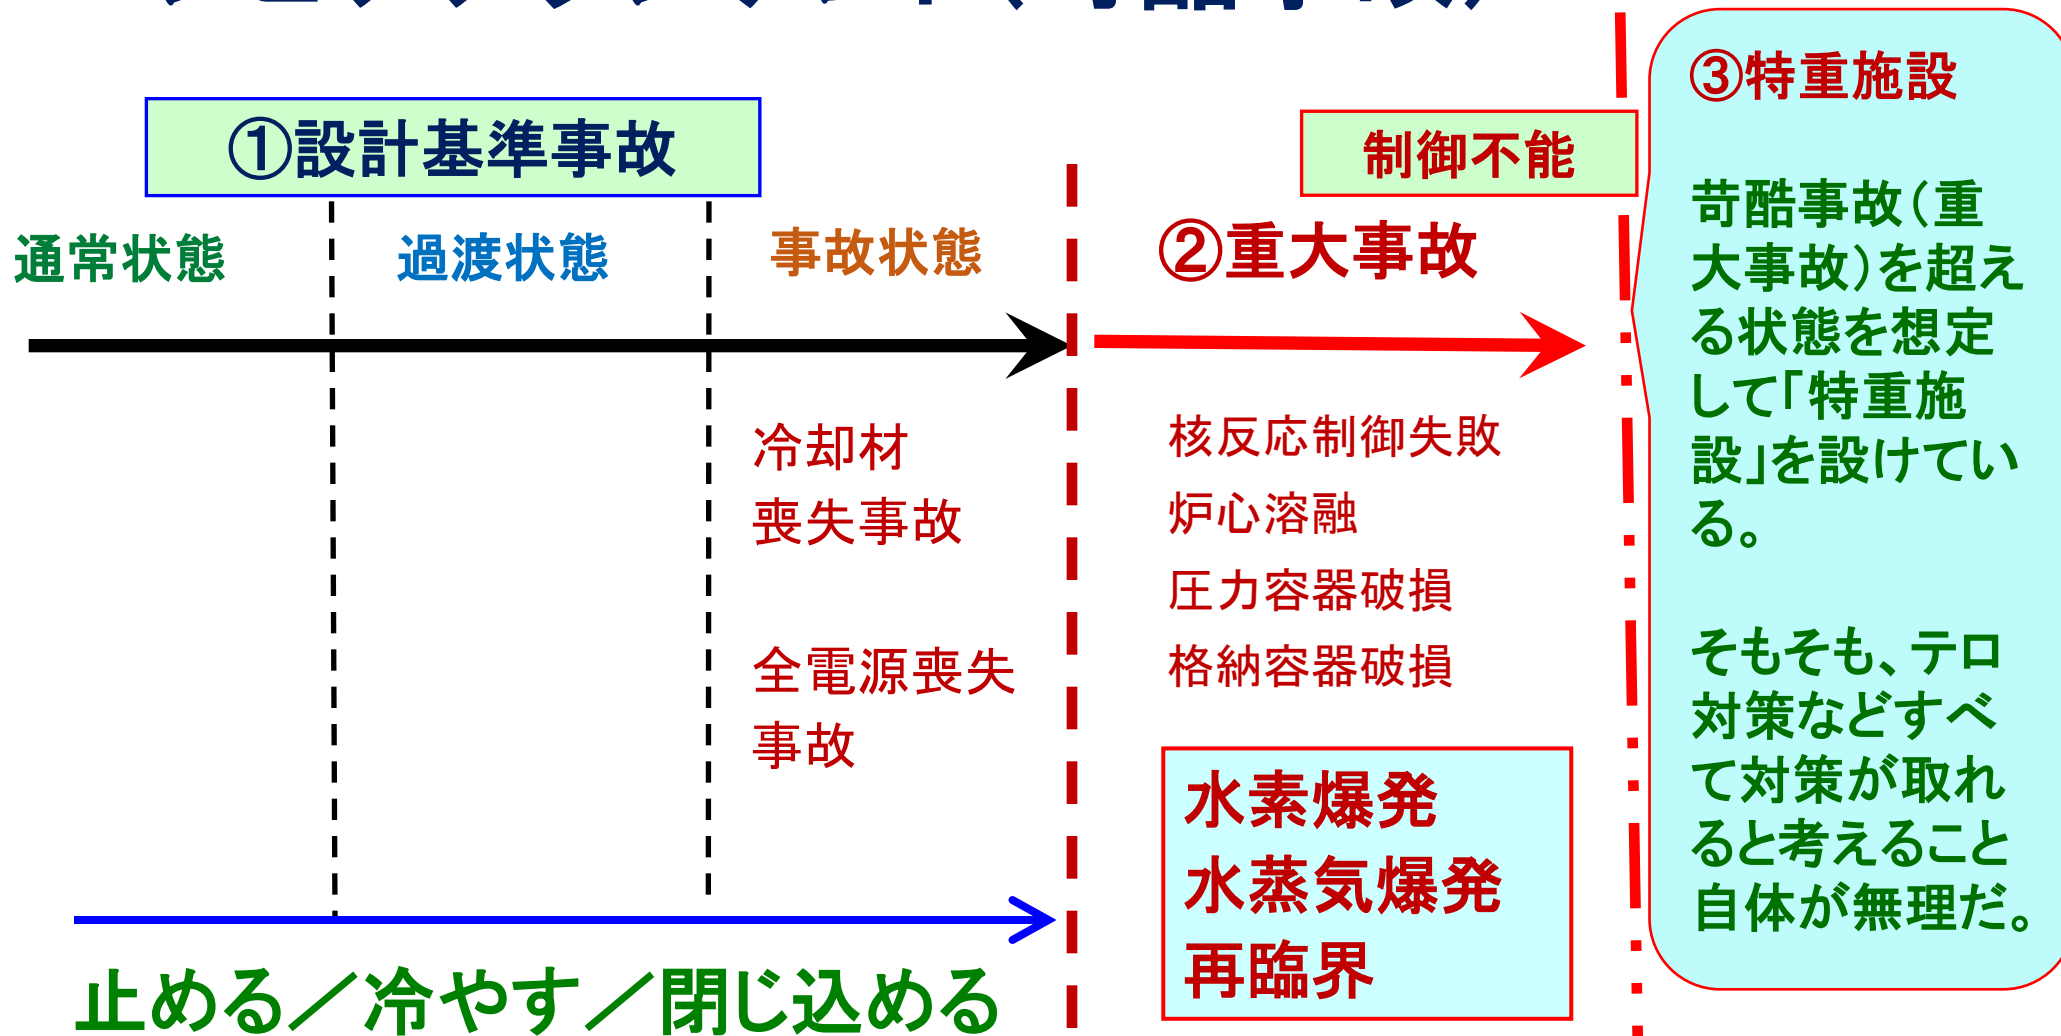 ①設計基準事故
制御不能
通常状態
過渡状態
事故状態
②重大事故
冷却材
喪失事故
全電源喪失
事故
核反応制御失敗
炉心溶融
圧力容器破損
格納容器破損
水素爆発
水蒸気爆発
再臨界
止める／冷やす／閉じ込める
③特重施設
苛酷事故(重
大事故)を超え
る状態を想定
して「特重施
設」を設けてい
る。
そもそも、テロ
対策などすべ
て対策が取れ
ると考えること
自体が無理だ。